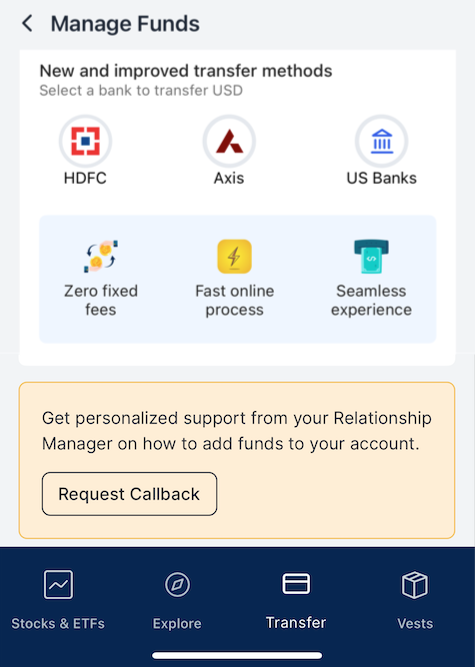 Manage Funds
New and improved transfer methods
Select a bank to transfer USD
HDFC
Axis
US Banks
Zero fixed
fees
Fast online
process
Seamless
experience
Get personalized support from your Relationship
Manager on how to add funds to your account.
Request Callback
Stocks & ETFs
Explore
Transfer
Vests